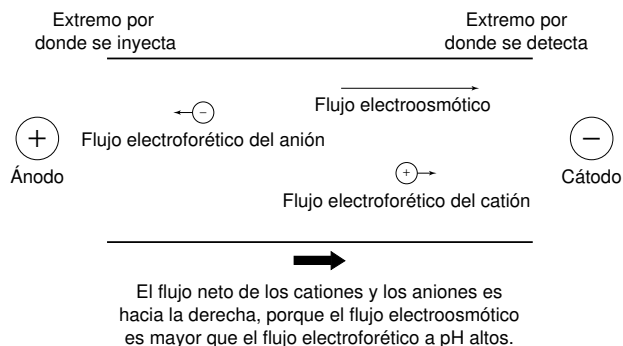 Extremo por
donde se inyecta
Extremo por
donde se detecta
Flujo electroosmótico
−
Flujo electroforético del anión
+
Ánodo
−
Cátodo
+
Flujo electroforético del catión
El flujo neto de los cationes y los aniones es
hacia la derecha, porque el flujo electroosmótico
es mayor que el flujo electroforético a pH altos.